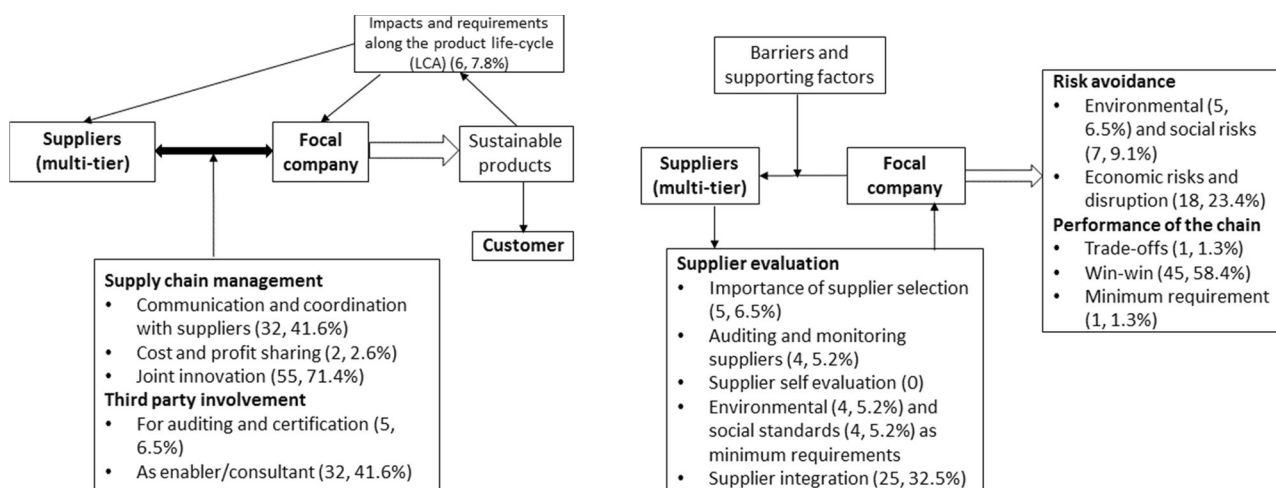 Impacts and requirements
along the product life-cycle
(LCA) (6, 7.8%)
Suppliers
(multi-tier)
Focal
company
Sustainable
products
Customer
Supply chain management
• Communication and coordination
with suppliers (32, 41.6%)
• Cost and profit sharing (2, 2.6%)
• Joint innovation (55, 71.4%)
Third party involvement
• For auditing and certification (5,
6.5%)
• As enabler/consultant (32, 41.6%)
Barriers and
supporting factors
Suppliers
(multi-tier)
Focal
company
Risk avoidance
• Environmental (5,
6.5%) and social risks
(7, 9.1%)
• Economic risks and
disruption (18, 23.4%)
Performance of the chain
• Trade-offs (1, 1.3%)
• Win-win (45, 58.4%)
• Minimum requirement
(1, 1.3%)
Supplier evaluation
• Importance of supplier selection
(5, 6.5%)
• Auditing and monitoring
suppliers (4, 5.2%)
• Supplier self evaluation (0)
• Environmental (4, 5.2%) and
social standards (4, 5.2%) as
minimum requirements
• Supplier integration (25, 32.5%)